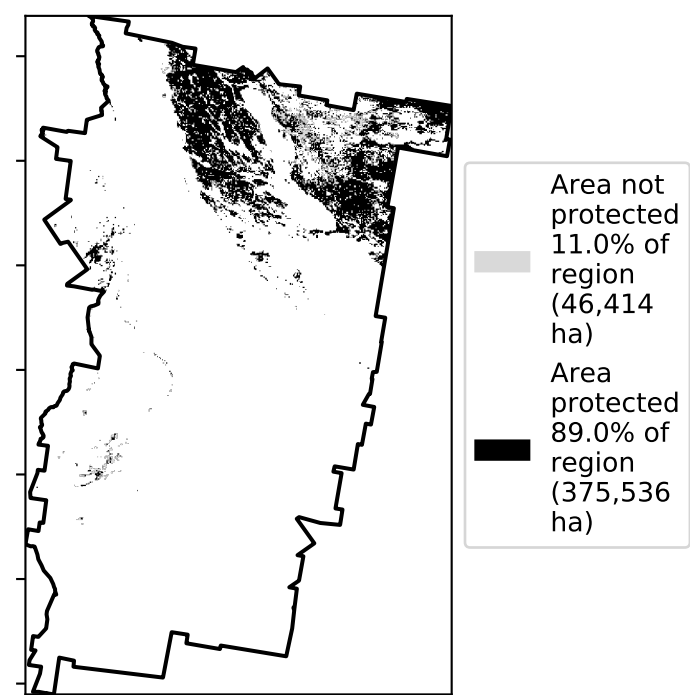 Area not
protected
11.0% of
region
(46,414
ha)
Area
protected
89.0% of
region
(375,536
ha)